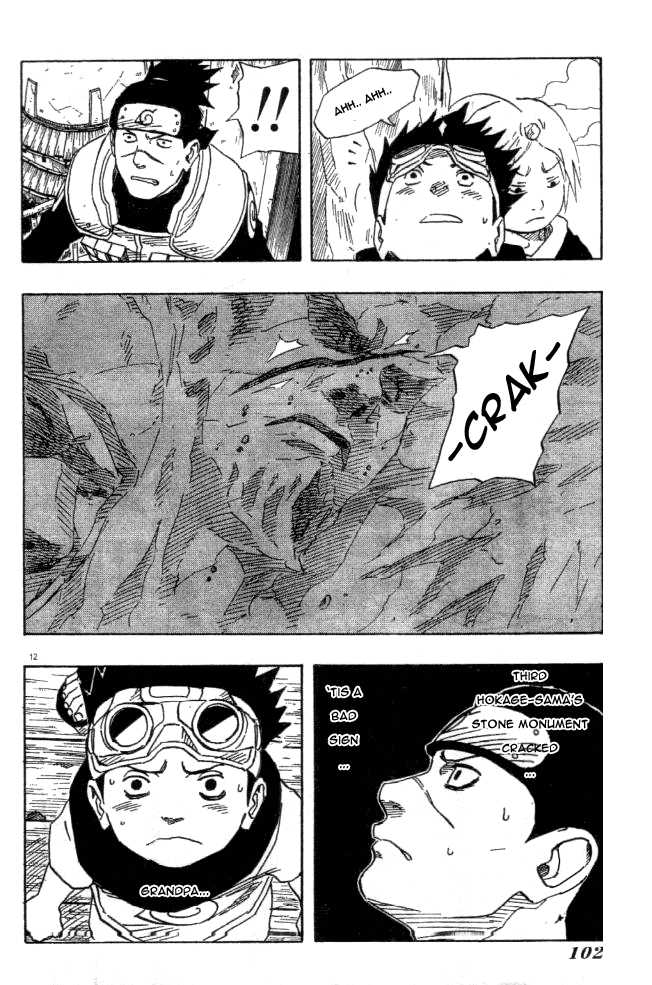 AHH.. AHH..
!!
-CRAK-
12
THIRD
HOKAGE-SAMA'S
STONE MONUMENT
CRACKED
...
'TIS A
BAD
SIGN
...
GRANDPA...
102